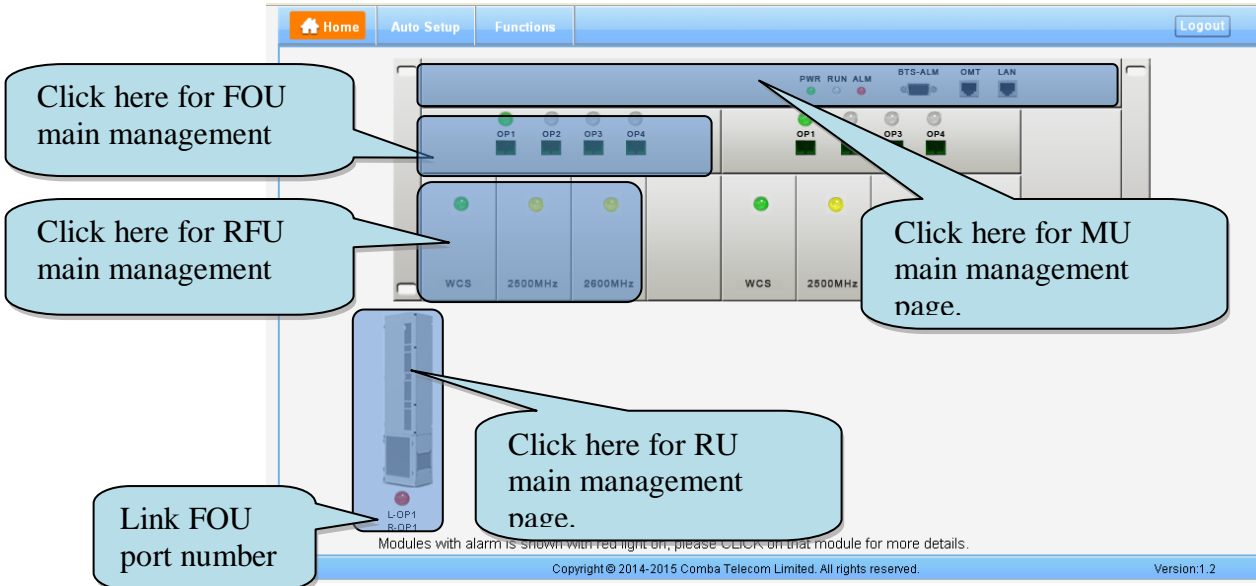 Home Auto Setup Functions Logout
Click here for FOU
main management
PWR RUN ALM BTS-ALM OMT LAN
OP1 OP2 OP3 OP4 OP1 OP3 OP4
Click here for RFU
main management
Click here for MU
main management
page.
WCS 2500MHz 2600MHz WCS 2500MHz
Click here for RU
main management
page.
Link FOU
port number
L-OP1
R-OP1
Modules with alarm is shown with red light on, please CLICK on that module for more details.
Copyright © 2014-2015 Comba Telecom Limited. All rights reserved. Version:1.2